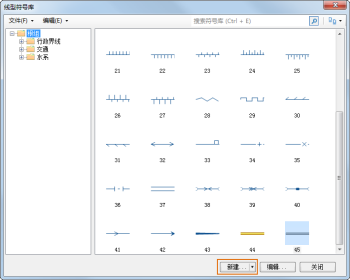 线型符号库
文件(F) 编辑(E) 搜索符号库 (Ctrl + E)
根组
行政界线
交通
水系
21 22 23 24 25
26 27 28 29 30
31 32 33 34 35
36 37 38 39 40
41 42 43 44 45
新建... 编辑... 关闭